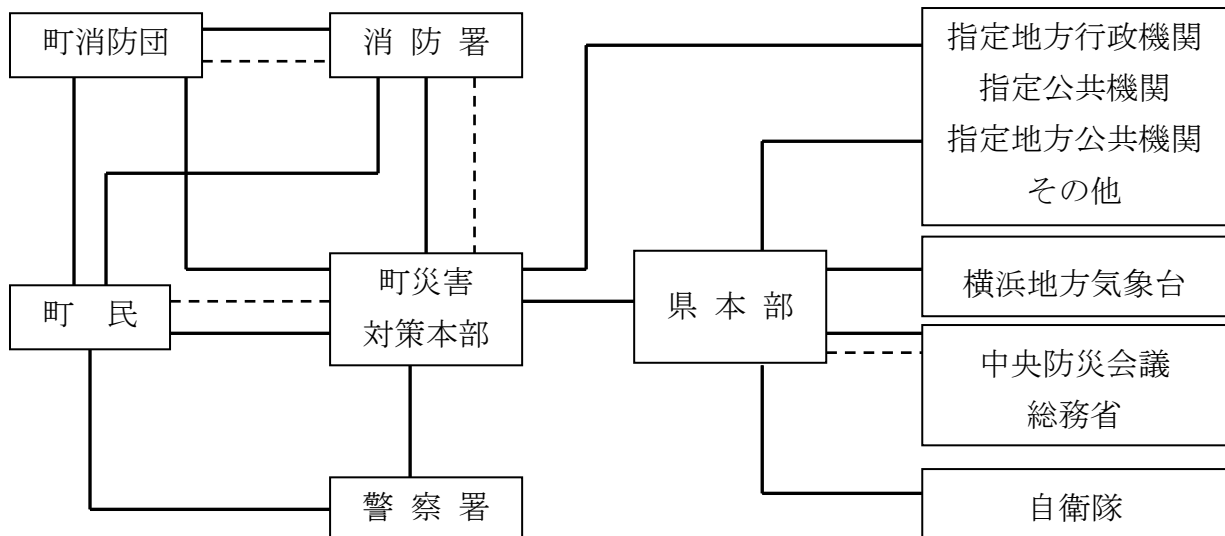 町消防団
消 防 署
指定地方行政機関
指定公共機関
指定地方公共機関
その他
町 民
町災害
対策本部
県 本 部
横浜地方気象台
中央防災会議
総務省
警 察 署
自衛隊